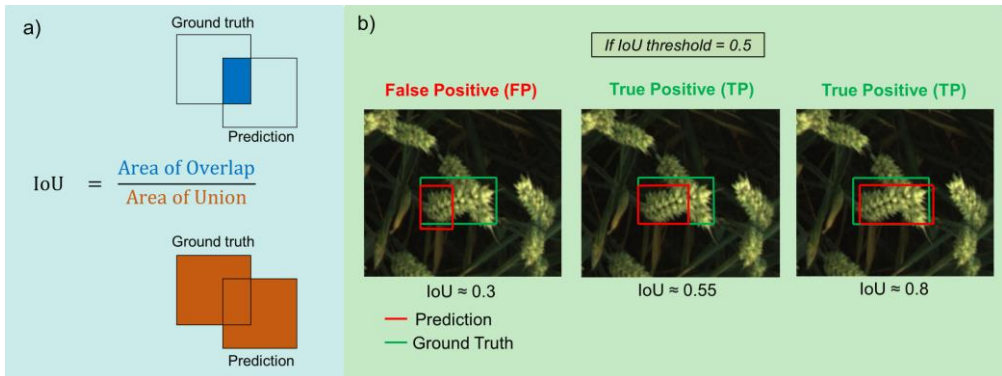 a)
Ground truth
Prediction
IoU = Area of Overlap
Area of Union
Ground truth
Prediction
b)
If IoU threshold = 0.5
False Positive (FP)
True Positive (TP)
True Positive (TP)
IoU ≈ 0.3
IoU ≈ 0.55
IoU ≈ 0.8
Prediction
Ground Truth